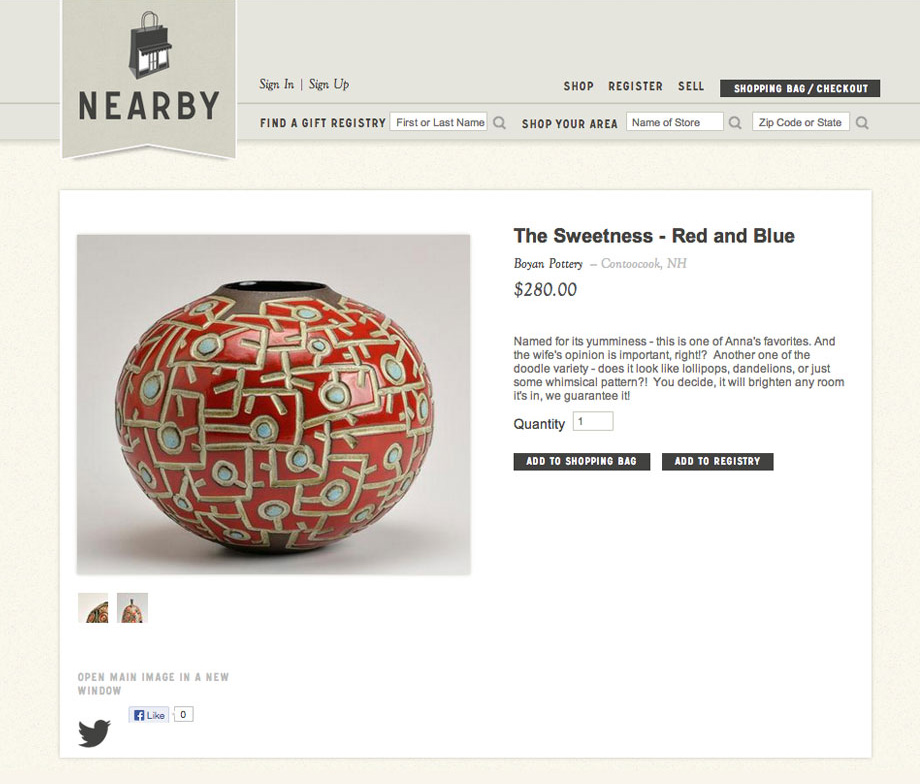 NEARBY
Sign In | Sign Up
SHOP REGISTER SELL SHOPPING BAG / CHECKOUT
FIND A GIFT REGISTRY First or Last Name SHOP YOUR AREA Name of Store Zip Code or State
The Sweetness - Red and Blue
Boyan Pottery – Contoocook, NH
$280.00
Named for its yumminess - this is one of Anna's favorites. And
the wife's opinion is important, right!? Another one of the
doodle variety - does it look like lollipops, dandelions, or just
some whimsical pattern?! You decide, it will brighten any room
it's in, we guarantee it!
Quantity 1
ADD TO SHOPPING BAG ADD TO REGISTRY
OPEN MAIN IMAGE IN A NEW
WINDOW
Like 0